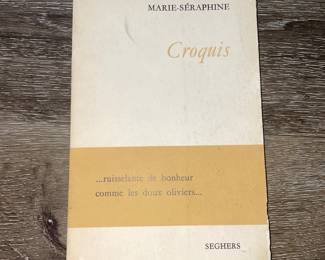 MARIE-SÉRAPHINE
Croquis
...ruisselante de bonheur
comme les doux oliviers...
SEGHERS